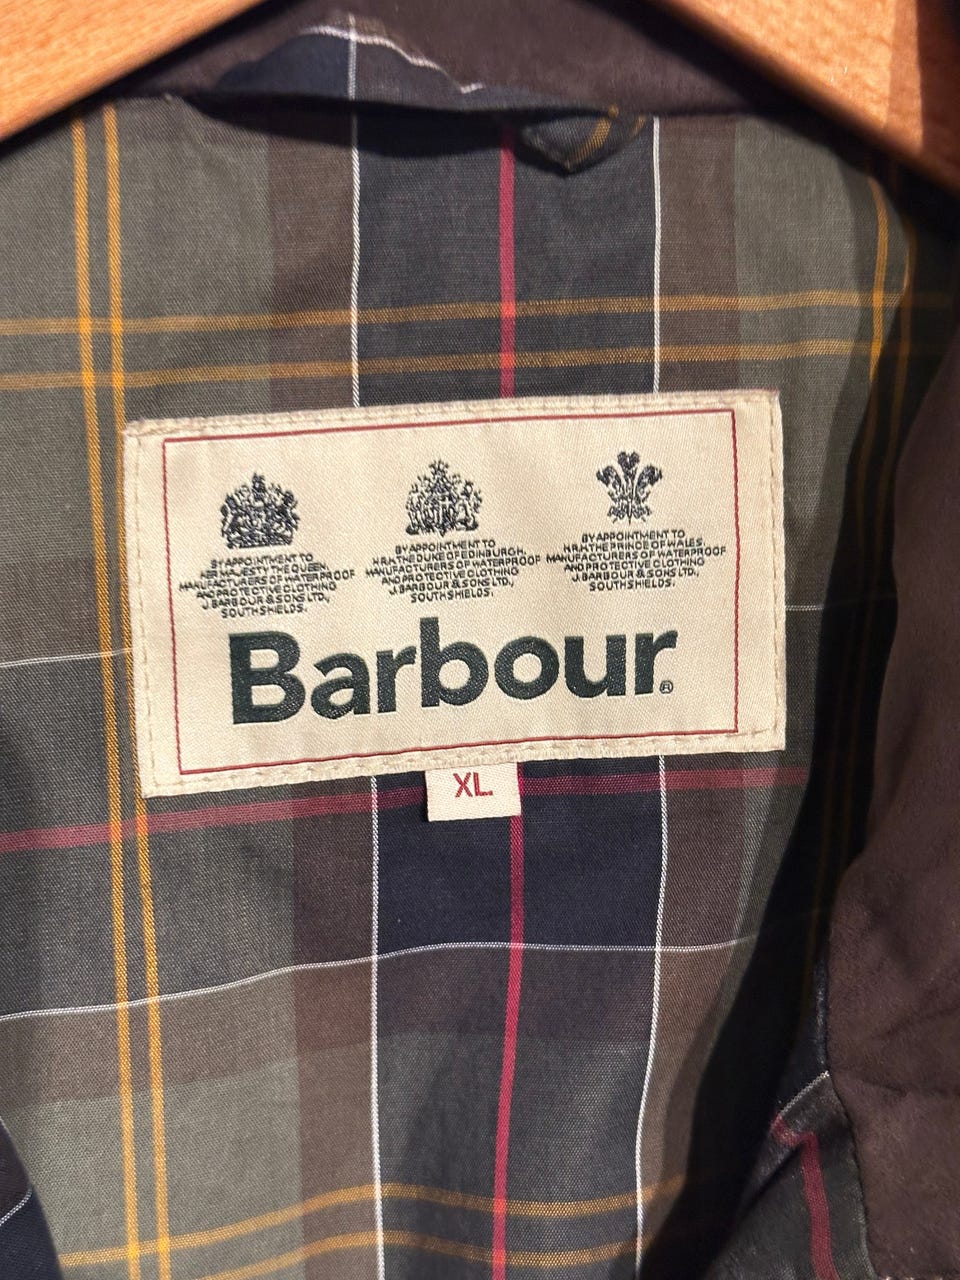 BY APPOINTMENT TO
HER MAJESTY THE QUEEN
MANUFACTURERS OF WATERPROOF
AND PROTECTIVE CLOTHING
J. BARBOUR & SONS LTD.,
SOUTH SHIELDS.
BY APPOINTMENT TO
H.R.H. THE DUKE OF EDINBURGH,
MANUFACTURERS OF WATERPROOF
AND PROTECTIVE CLOTHING
J. BARBOUR & SONS LTD.,
SOUTH SHIELDS.
BY APPOINTMENT TO
H.R.H. THE PRINCE OF WALES,
MANUFACTURERS OF WATERPROOF
AND PROTECTIVE CLOTHING
J. BARBOUR & SONS LTD.,
SOUTH SHIELDS.
Barbour®
XL